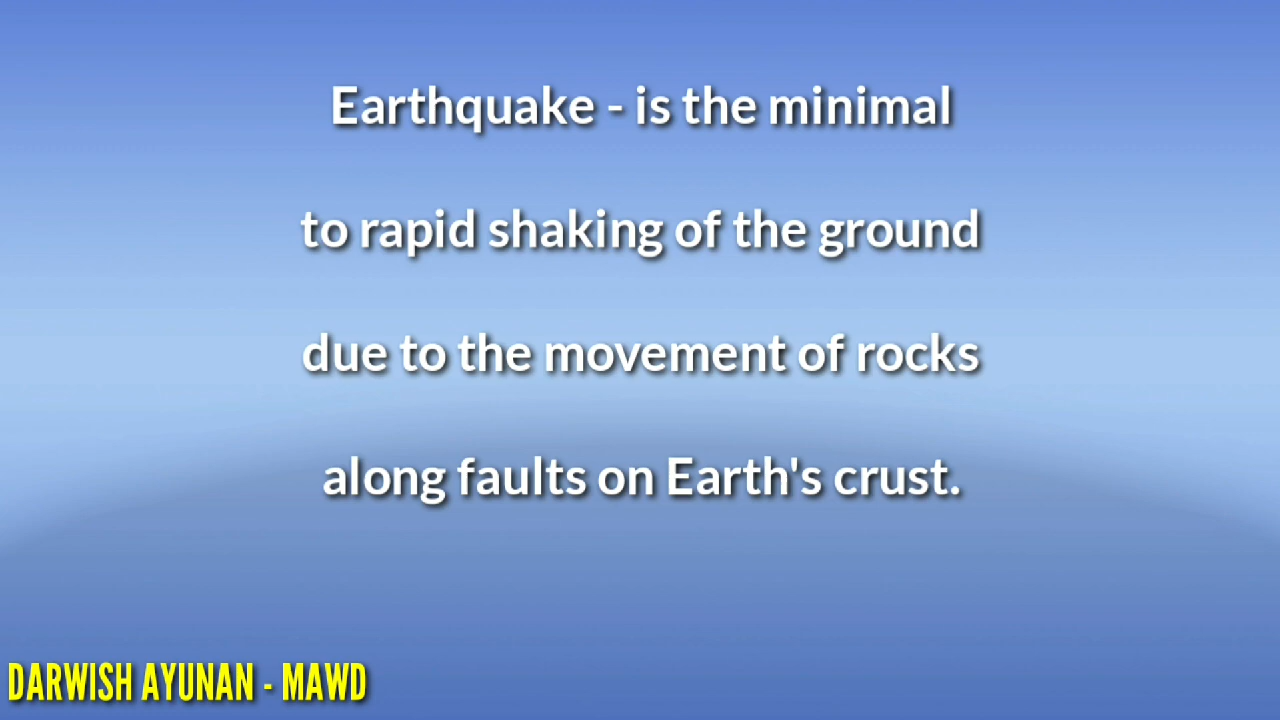 Earthquake - is the minimal
to rapid shaking of the ground
due to the movement of rocks
along faults on Earth's crust.
DARWISH AYUNAN - MAWD